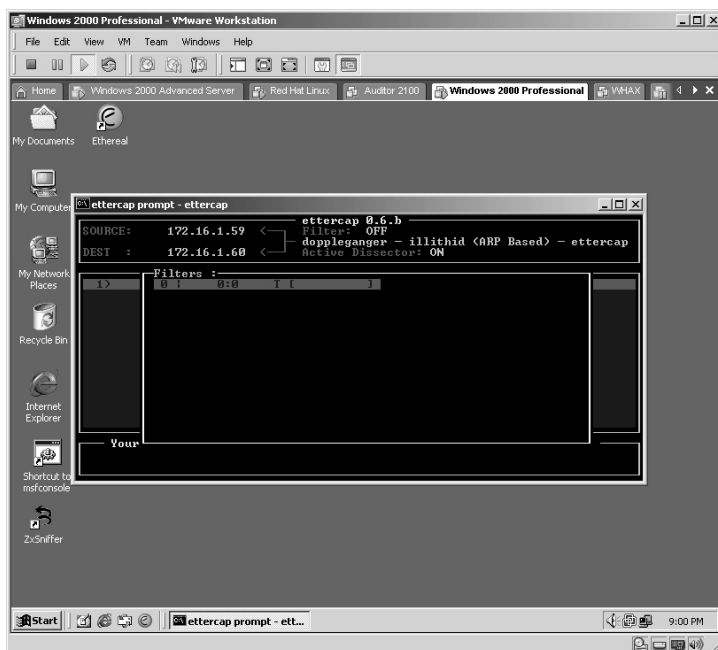 Windows 2000 Professional - VMware Workstation
File Edit View VM Team Windows Help
Home Windows 2000 Advanced Server Red Hat Linux Auditor 2100 Windows 2000 Professional WHAX
My Documents
Ethereal
My Computer
ettercap prompt - ettercap
ettercap 0.6.b
SOURCE: 172.16.1.59
Filter: OFF
doppleganger - illithid (ARP Based) - ettercap
DEST : 172.16.1.60
Active Dissector: ON
Filters :
1) 0 | 0:0 T [ ]
Your
My Network Places
Recycle Bin
Internet Explorer
Shortcut to msfconsole
ZxSniffer
Start
ettercap prompt - ett...
9:00 PM